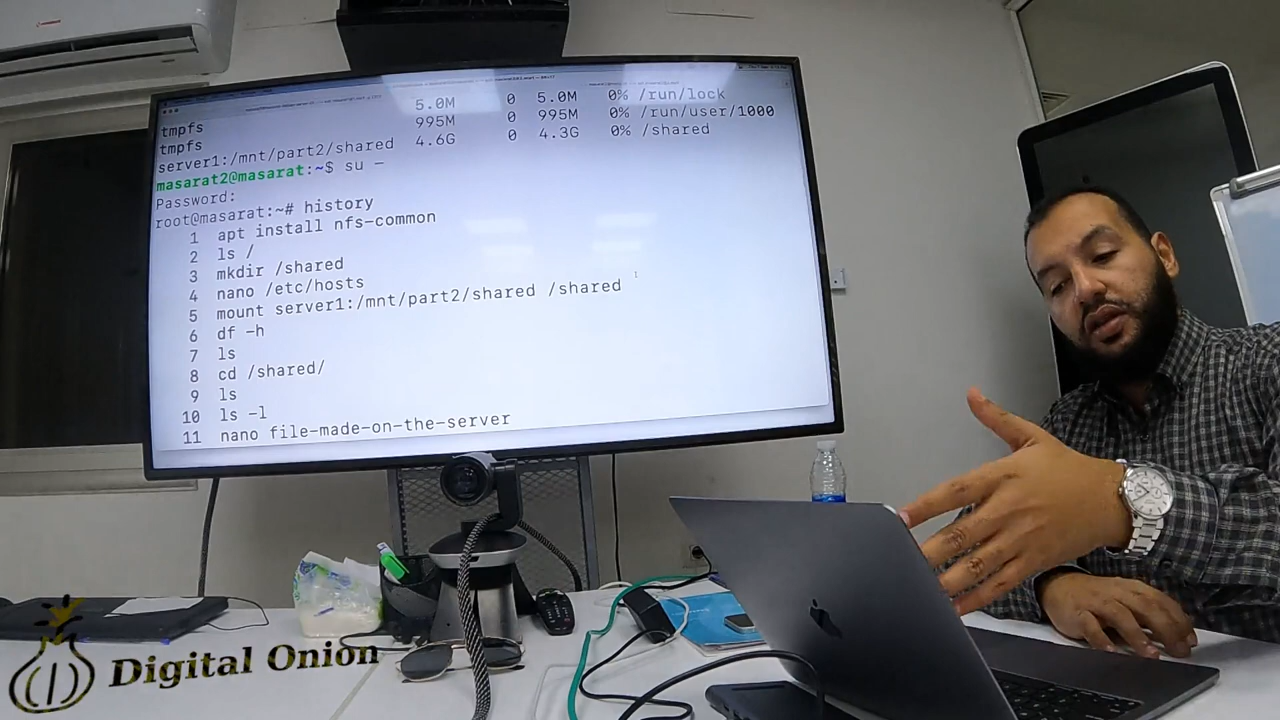 tmpfs 5.0M 0 5.0M 0% /run/lock
tmpfs 995M 0 995M 0% /run/user/1000
server1:/mnt/part2/shared 4.6G 0 4.3G 0% /shared
masarat2@masarat:~$ su -
Password:
root@masarat:~# history
1 apt install nfs-common
2 ls /
3 mkdir /shared
4 nano /etc/hosts
5 mount server1:/mnt/part2/shared /shared
6 df -h
7 ls
8 cd /shared/
9 ls
10 ls -l
11 nano file-made-on-the-server
Digital Onion